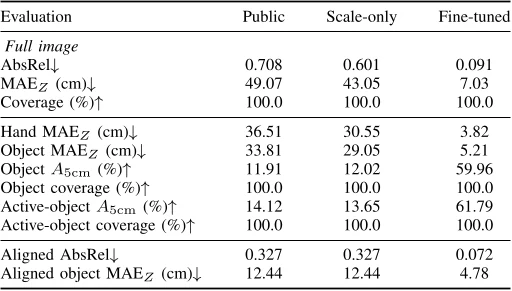 Evaluation Public Scale-only Fine-tuned
Full image
AbsRel↓ 0.708 0.601 0.091
MAE_Z (cm)↓ 49.07 43.05 7.03
Coverage (%)↑ 100.0 100.0 100.0
Hand MAE_Z (cm)↓ 36.51 30.55 3.82
Object MAE_Z (cm)↓ 33.81 29.05 5.21
Object A_5cm (%)↑ 11.91 12.02 59.96
Object coverage (%)↑ 100.0 100.0 100.0
Active-object A_5cm (%)↑ 14.12 13.65 61.79
Active-object coverage (%)↑ 100.0 100.0 100.0
Aligned AbsRel↓ 0.327 0.327 0.072
Aligned object MAE_Z (cm)↓ 12.44 12.44 4.78